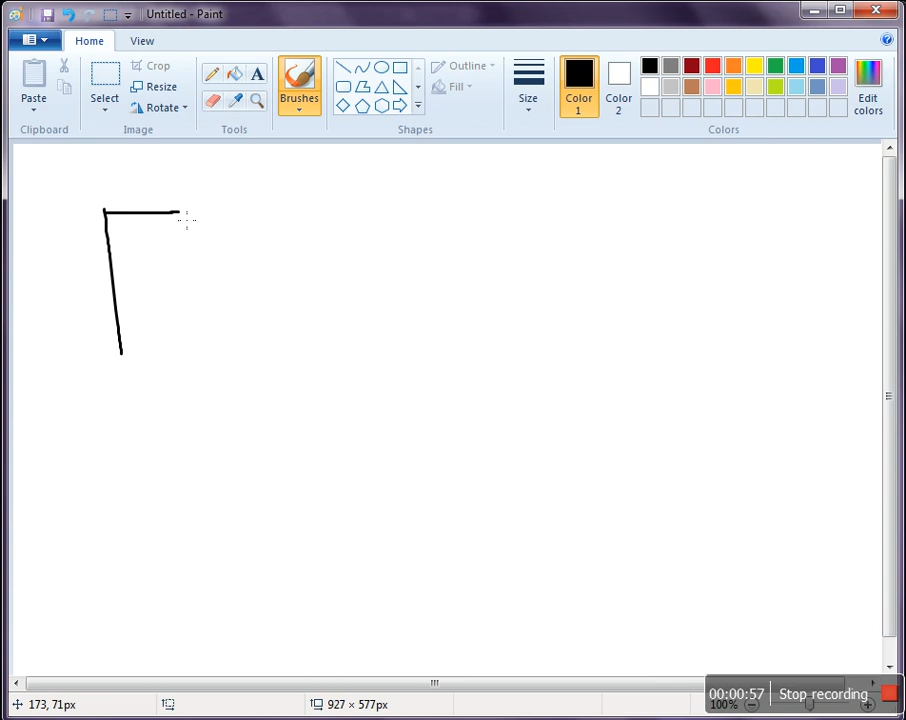 Untitled - Paint
Home View
Crop
Resize
Rotate
Outline
Fill
Paste
Select
Brushes
Size
Color 1
Color 2
Edit colors
A
Clipboard
Image
Tools
Shapes
Colors
00:00:57 Stop recording
173, 71px
927 × 577px
100%